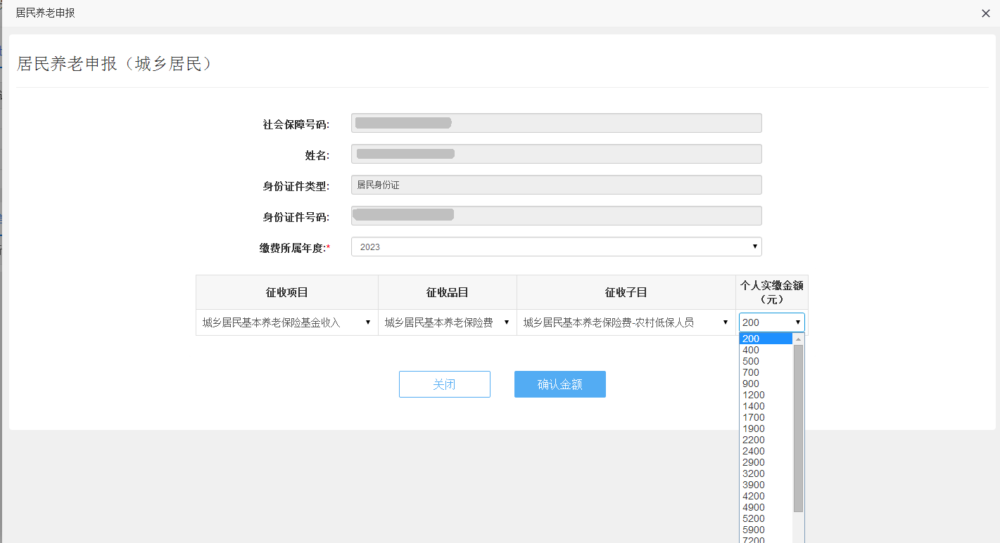 居民养老申报
居民养老申报（城乡居民）
社会保障号码:
姓名:
身份证件类型: 居民身份证
身份证件号码:
缴费所属年度:* 2023
征收项目 征收品目 征收子目 个人实缴金额
（元）
城乡居民基本养老保险基金收入 城乡居民基本养老保险费 城乡居民基本养老保险费-农村低保人员 200
200
400
500
700
900
1200
1400
1700
1900
2200
2400
2900
3200
3900
4200
4900
5200
5900
7200
关闭 确认金额